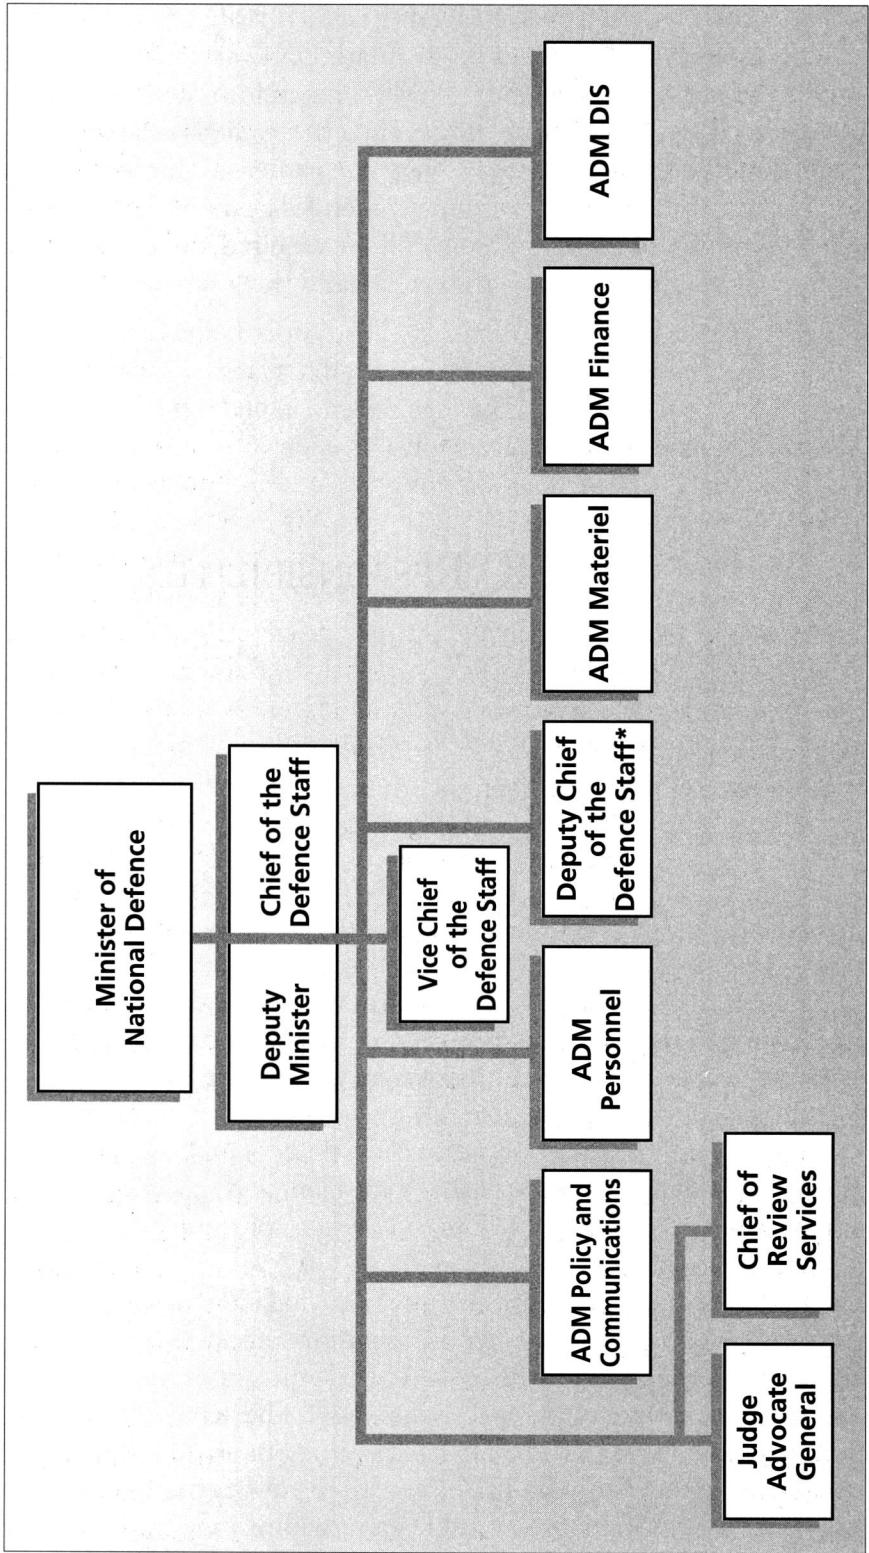 Minister of
National Defence
Deputy
Minister
Chief of the
Defence Staff
Vice Chief
of the
Defence Staff
ADM Policy and
Communications
ADM
Personnel
Deputy Chief
of the
Defence Staff*
ADM Materiel
ADM Finance
ADM DIS
Judge
Advocate
General
Chief of
Review
Services